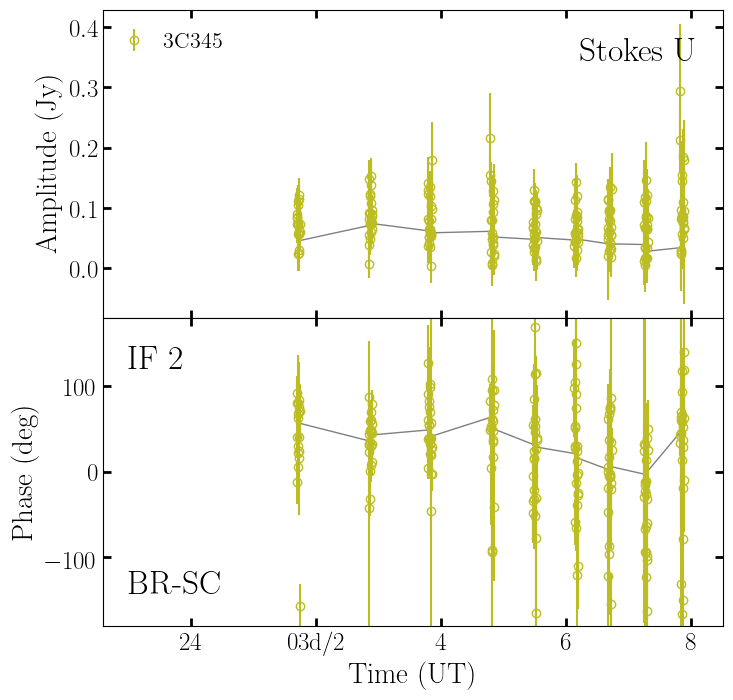 3C345
Stokes U
0.4
0.3
0.2
0.1
0.0
Amplitude (Jy)
IF 2
100
0
−100
Phase (deg)
BR-SC
24 03d/2 4 6 8
Time (UT)